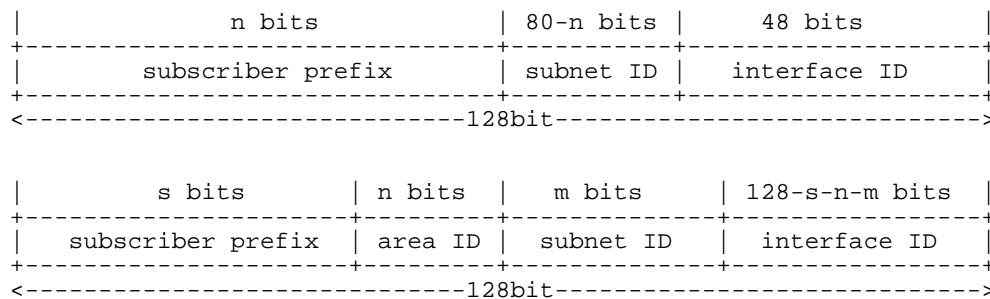 |            n bits              | 80-n bits |     48 bits        |
+--------------------------------+-----------+--------------------+
|        subscriber prefix       | subnet ID |   interface ID     |
+--------------------------------+-----------+--------------------+
<------------------------------128bit----------------------------->
|         s bits       | n bits  |    m bits    | 128-s-n-m bits  |
+----------------------+---------+--------------+-----------------+
|   subscriber prefix  | area ID |  subnet ID   |  interface ID   |
+----------------------+---------+--------------+-----------------+
<------------------------------128bit----------------------------->